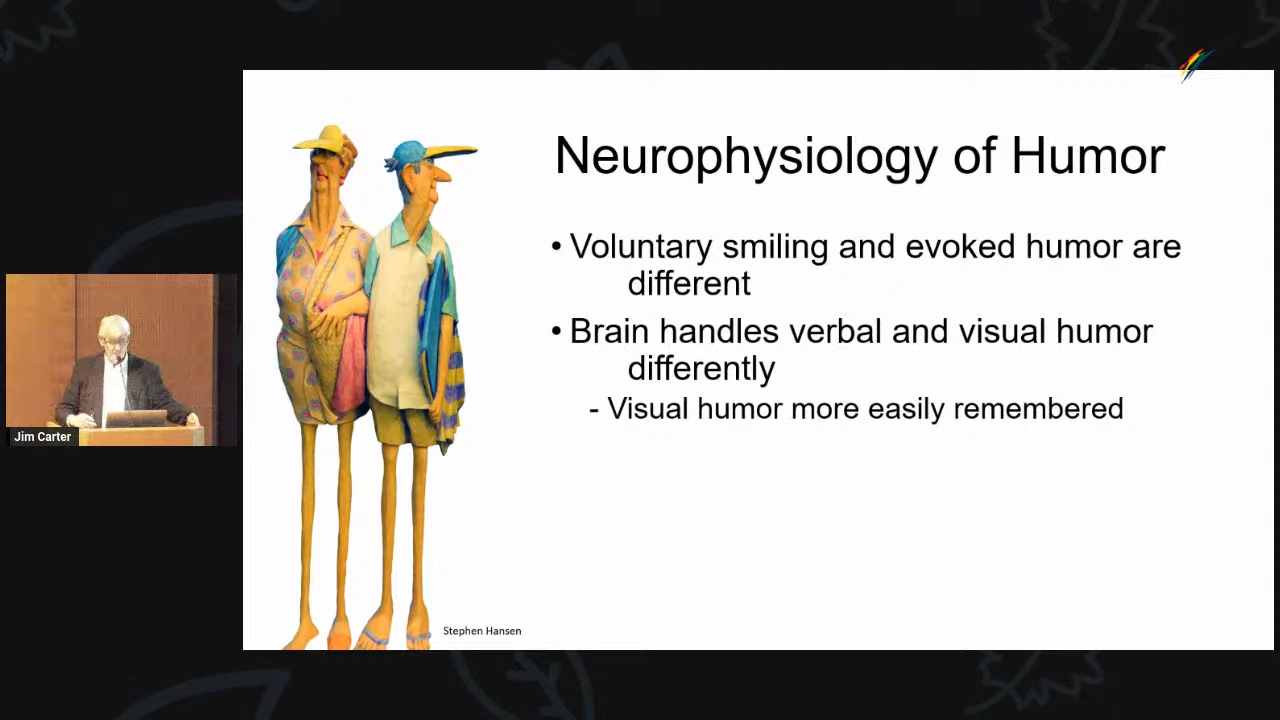 Neurophysiology of Humor
• Voluntary smiling and evoked humor are
different
• Brain handles verbal and visual humor
differently
- Visual humor more easily remembered
Stephen Hansen
Jim Carter